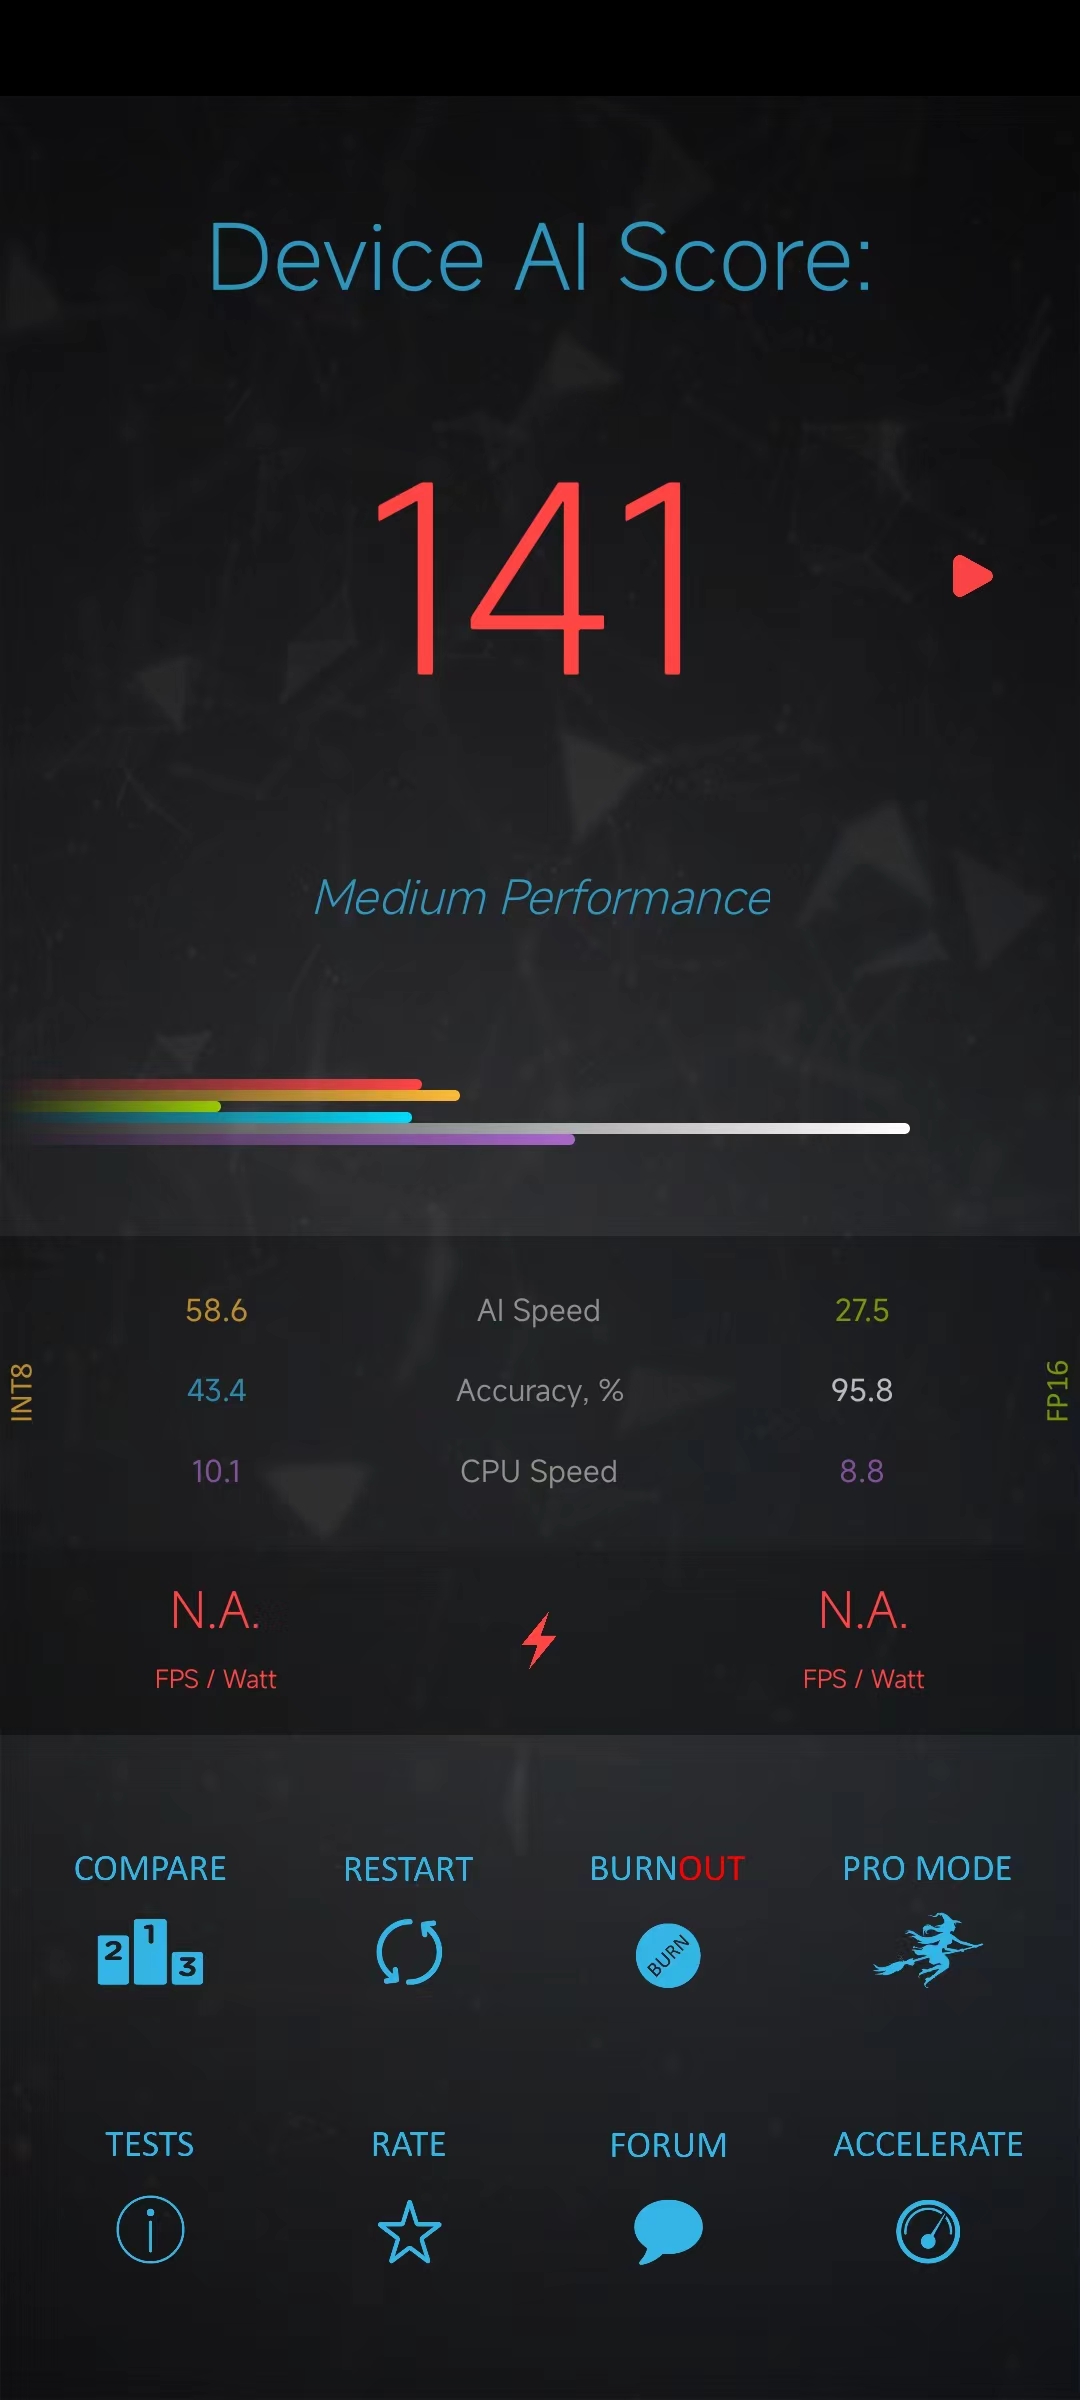 Device AI Score:
141
Medium Performance
58.6 AI Speed 27.5
INT8 43.4 Accuracy, % 95.8 FP16
10.1 CPU Speed 8.8
N.A. N.A.
FPS / Watt FPS / Watt
COMPARE RESTART BURNOUT PRO MODE
2 1 3 BURN
TESTS RATE FORUM ACCELERATE